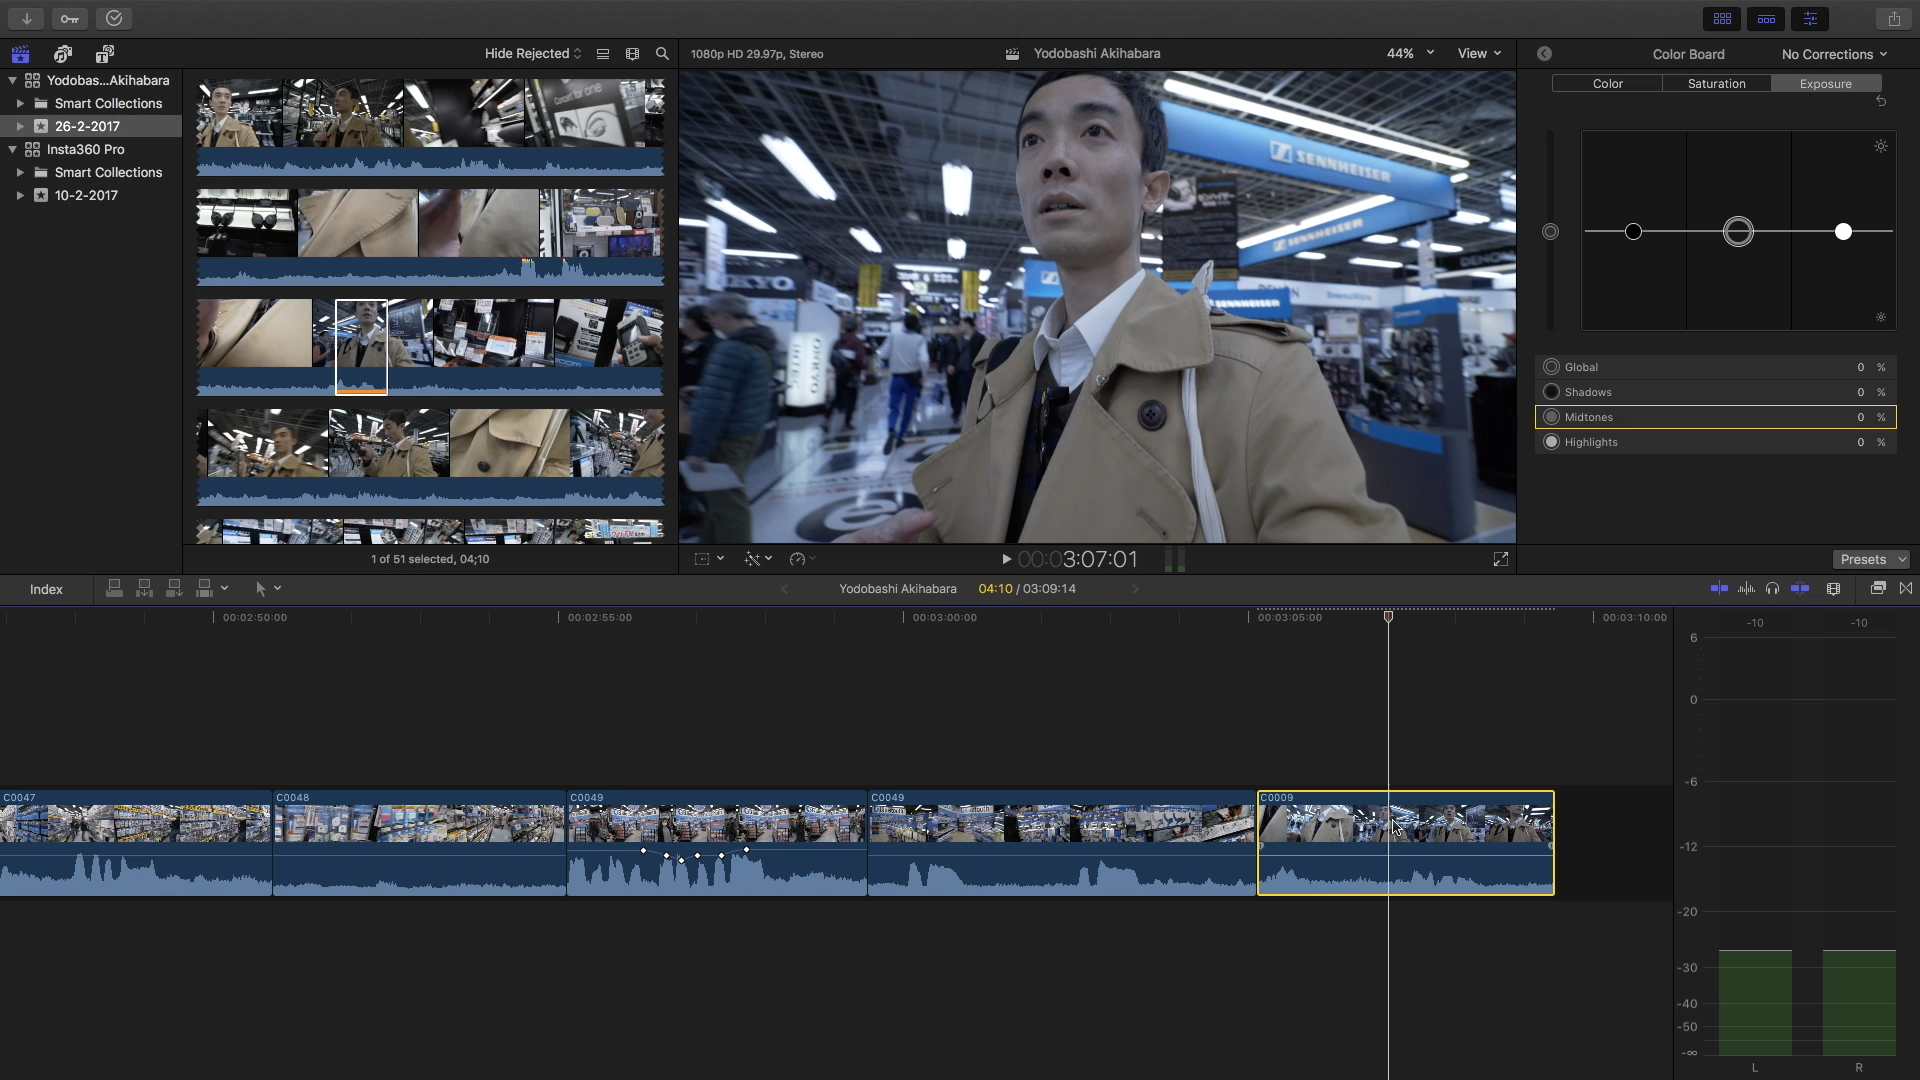 Hide Rejected
1080p HD 29.97p, Stereo
Yodobashi Akihabara
44%
View
Color Board
No Corrections
Yodobas...Akihabara
Smart Collections
26-2-2017
Insta360 Pro
Smart Collections
10-2-2017
Concert for one
SENNHEISER
TOKYO
DENON
Color
Saturation
Exposure
Global 0 %
Shadows 0 %
Midtones 0 %
Highlights 0 %
1 of 51 selected, 04;10
00:03:07:01
Presets
Index
Yodobashi Akihabara
04:10 / 03:09:14
00:02:50:00
00:02:55:00
00:03:00:00
00:03:05:00
00:03:10:00
C0047
C0048
C0049
C0049
C0009
-10
-10
6
0
-6
-12
-20
-30
-40
-50
-∞
L
R